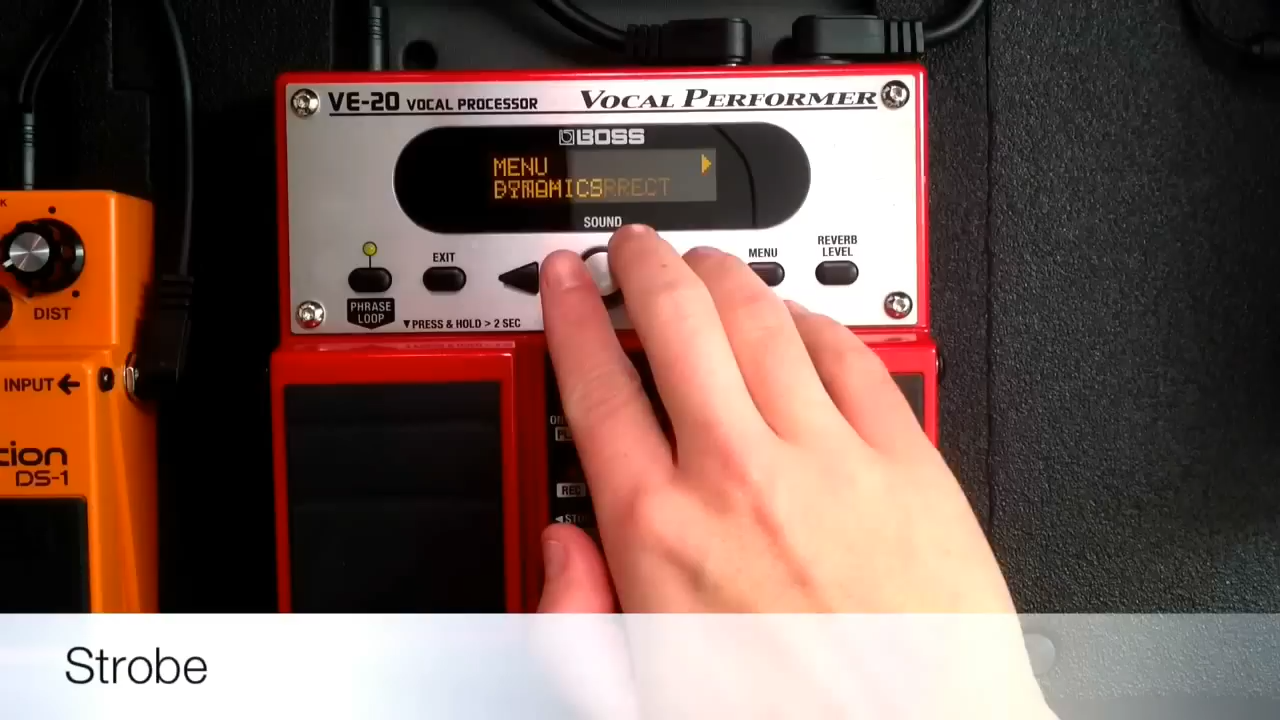 VE-20 VOCAL PROCESSOR
VOCAL PERFORMER
BOSS
MENU
SOUND
EXIT
MENU
REVERB
LEVEL
PHRASE
LOOP
▼PRESS & HOLD > 2 SEC
DIST
INPUT
tion
DS-1
REC
Strobe